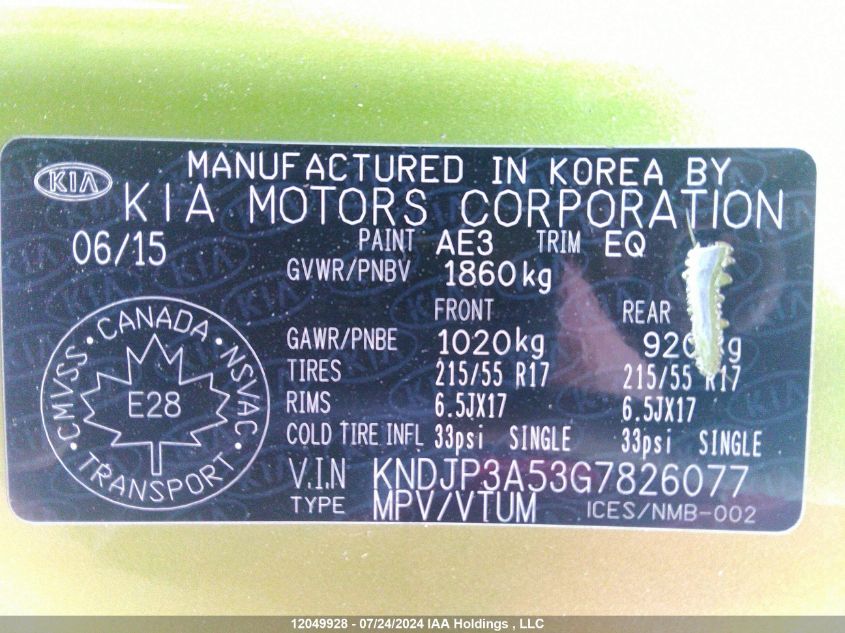 MANUFACTURED IN KOREA BY
KIA KIA MOTORS CORPORATION
06/15 PAINT AE3 TRIM EQ
GVWR/PNBV 1860kg
FRONT REAR
GAWR/PNBE 1020kg
TIRES 215/55 R17 215/55 R17
RIMS 6.5JX17 6.5JX17
COLD TIRE INFL 33psi SINGLE 33psi SINGLE
V.I.N KNDJP3A53G7826077
TYPE MPV/VTUM ICES/NMB-002
CMVSS • CANADA • NSVAC • TRANSPORT •
E28
12049928 - 07/24/2024 IAA Holdings , LLC